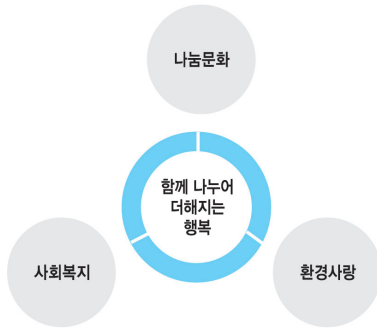 나눔문화
함께 나누어
더해지는
행복
사회복지
환경사랑